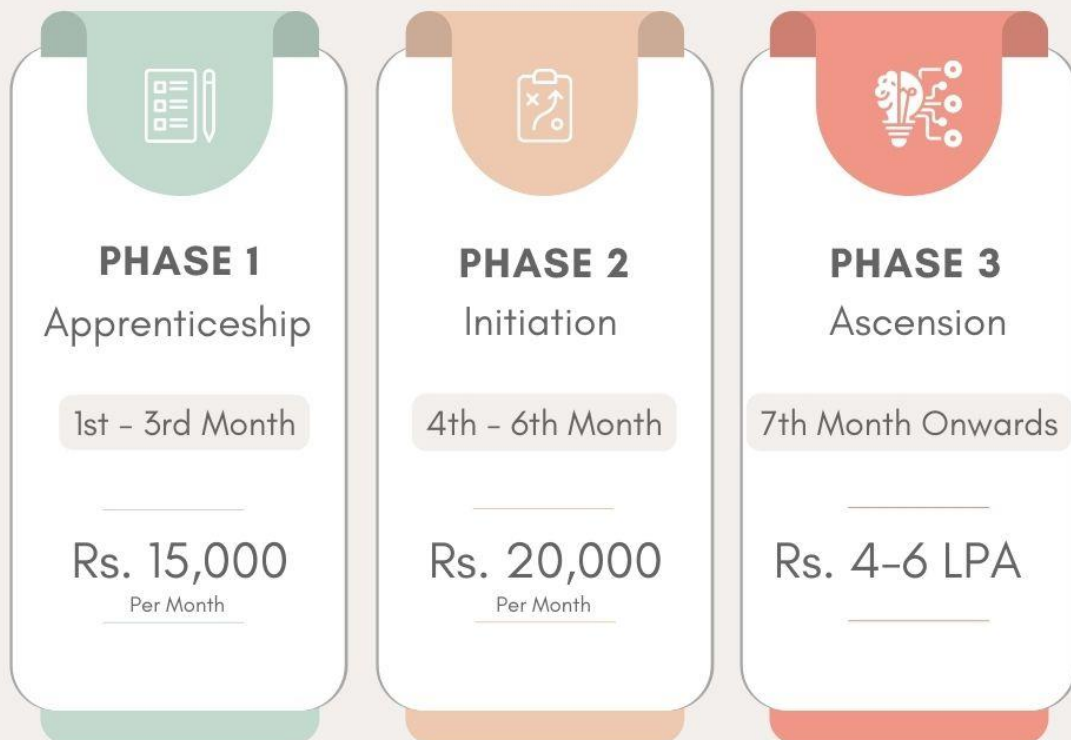 PHASE 1
Apprenticeship
1st - 3rd Month
Rs. 15,000
Per Month
PHASE 2
Initiation
4th - 6th Month
Rs. 20,000
Per Month
PHASE 3
Ascension
7th Month Onwards
Rs. 4-6 LPA